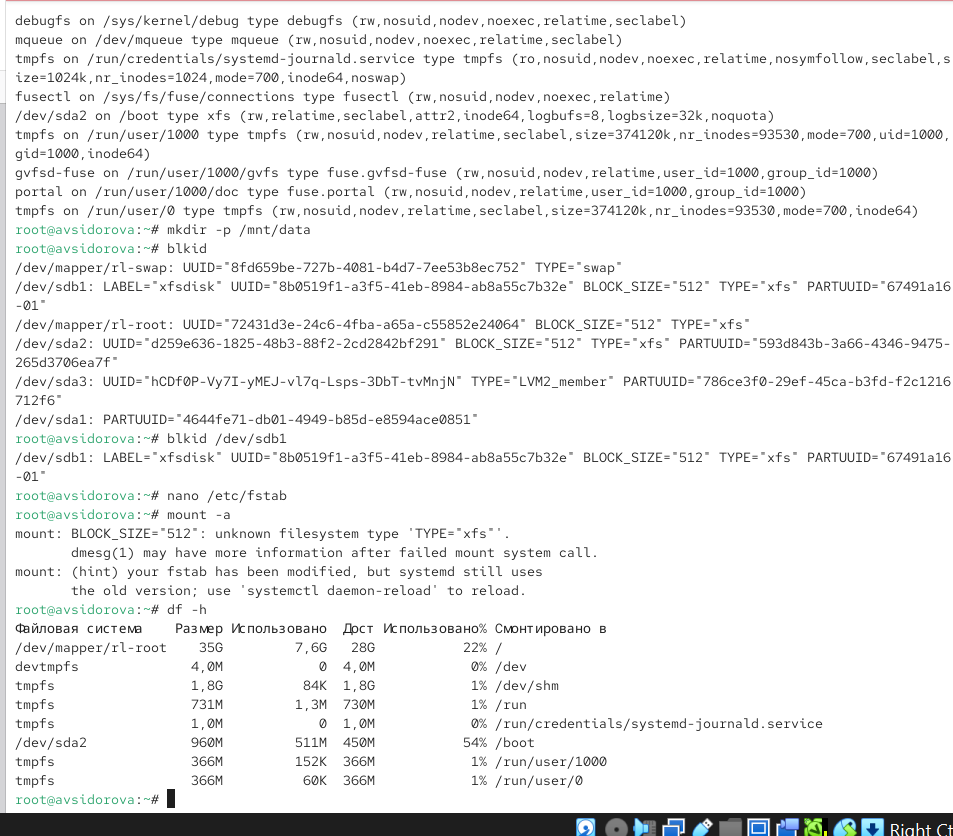 debugfs on /sys/kernel/debug type debugfs (rw,nosuid,nodev,noexec,relatime,seclabel)
mqueue on /dev/mqueue type mqueue (rw,nosuid,nodev,noexec,relatime,seclabel)
tmpfs on /run/credentials/systemd-journald.service type tmpfs (ro,nosuid,nodev,noexec,relatime,nosymfollow,seclabel,s
ize=1024k,nr_inodes=1024,mode=700,inode64,noswap)
fusectl on /sys/fs/fuse/connections type fusectl (rw,nosuid,nodev,noexec,relatime)
/dev/sda2 on /boot type xfs (rw,relatime,seclabel,attr2,inode64,logbufs=8,logbsize=32k,noquota)
tmpfs on /run/user/1000 type tmpfs (rw,nosuid,nodev,relatime,seclabel,size=374120k,nr_inodes=93530,mode=700,uid=1000,
gid=1000,inode64)
gvfsd-fuse on /run/user/1000/gvfs type fuse.gvfsd-fuse (rw,nosuid,nodev,relatime,user_id=1000,group_id=1000)
portal on /run/user/1000/doc type fuse.portal (rw,nosuid,nodev,relatime,user_id=1000,group_id=1000)
tmpfs on /run/user/0 type tmpfs (rw,nosuid,nodev,relatime,seclabel,size=374120k,nr_inodes=93530,mode=700,inode64)
root@avsidorova:~# mkdir -p /mnt/data
root@avsidorova:~# blkid
/dev/mapper/rl-swap: UUID="8fd659be-727b-4081-b4d7-7ee53b8ec752" TYPE="swap"
/dev/sdb1: LABEL="xfsdisk" UUID="8b0519f1-a3f5-41eb-8984-ab8a55c7b32e" BLOCK_SIZE="512" TYPE="xfs" PARTUUID="67491a16
-01"
/dev/mapper/rl-root: UUID="72431d3e-24c6-4fba-a65a-c55852e24064" BLOCK_SIZE="512" TYPE="xfs"
/dev/sda2: UUID="d259e636-1825-48b3-88f2-2cd2842bf291" BLOCK_SIZE="512" TYPE="xfs" PARTUUID="593d843b-3a66-4346-9475-
265d3706ea7f"
/dev/sda3: UUID="hCDf0P-Vy7I-yMEJ-vl7q-Lsps-3DbT-tvMnjN" TYPE="LVM2_member" PARTUUID="786ce3f0-29ef-45ca-b3fd-f2c1216
712f6"
/dev/sda1: PARTUUID="4644fe71-db01-4949-b85d-e8594ace0851"
root@avsidorova:~# blkid /dev/sdb1
/dev/sdb1: LABEL="xfsdisk" UUID="8b0519f1-a3f5-41eb-8984-ab8a55c7b32e" BLOCK_SIZE="512" TYPE="xfs" PARTUUID="67491a16
-01"
root@avsidorova:~# nano /etc/fstab
root@avsidorova:~# mount -a
mount: BLOCK_SIZE="512": unknown filesystem type 'TYPE="xfs"'.
       dmesg(1) may have more information after failed mount system call.
mount: (hint) your fstab has been modified, but systemd still uses
       the old version; use 'systemctl daemon-reload' to reload.
root@avsidorova:~# df -h
Файловая система    Размер Использовано  Дост Использовано% Смонтировано в
/dev/mapper/rl-root    35G         7,6G   28G           22% /
devtmpfs              4,0M            0  4,0M            0% /dev
tmpfs                 1,8G          84K  1,8G            1% /dev/shm
tmpfs                 731M         1,3M  730M            1% /run
tmpfs                 1,0M            0  1,0M            0% /run/credentials/systemd-journald.service
/dev/sda2             960M         511M  450M           54% /boot
tmpfs                 366M         152K  366M            1% /run/user/1000
tmpfs                 366M          60K  366M            1% /run/user/0
root@avsidorova:~#
Right Ct